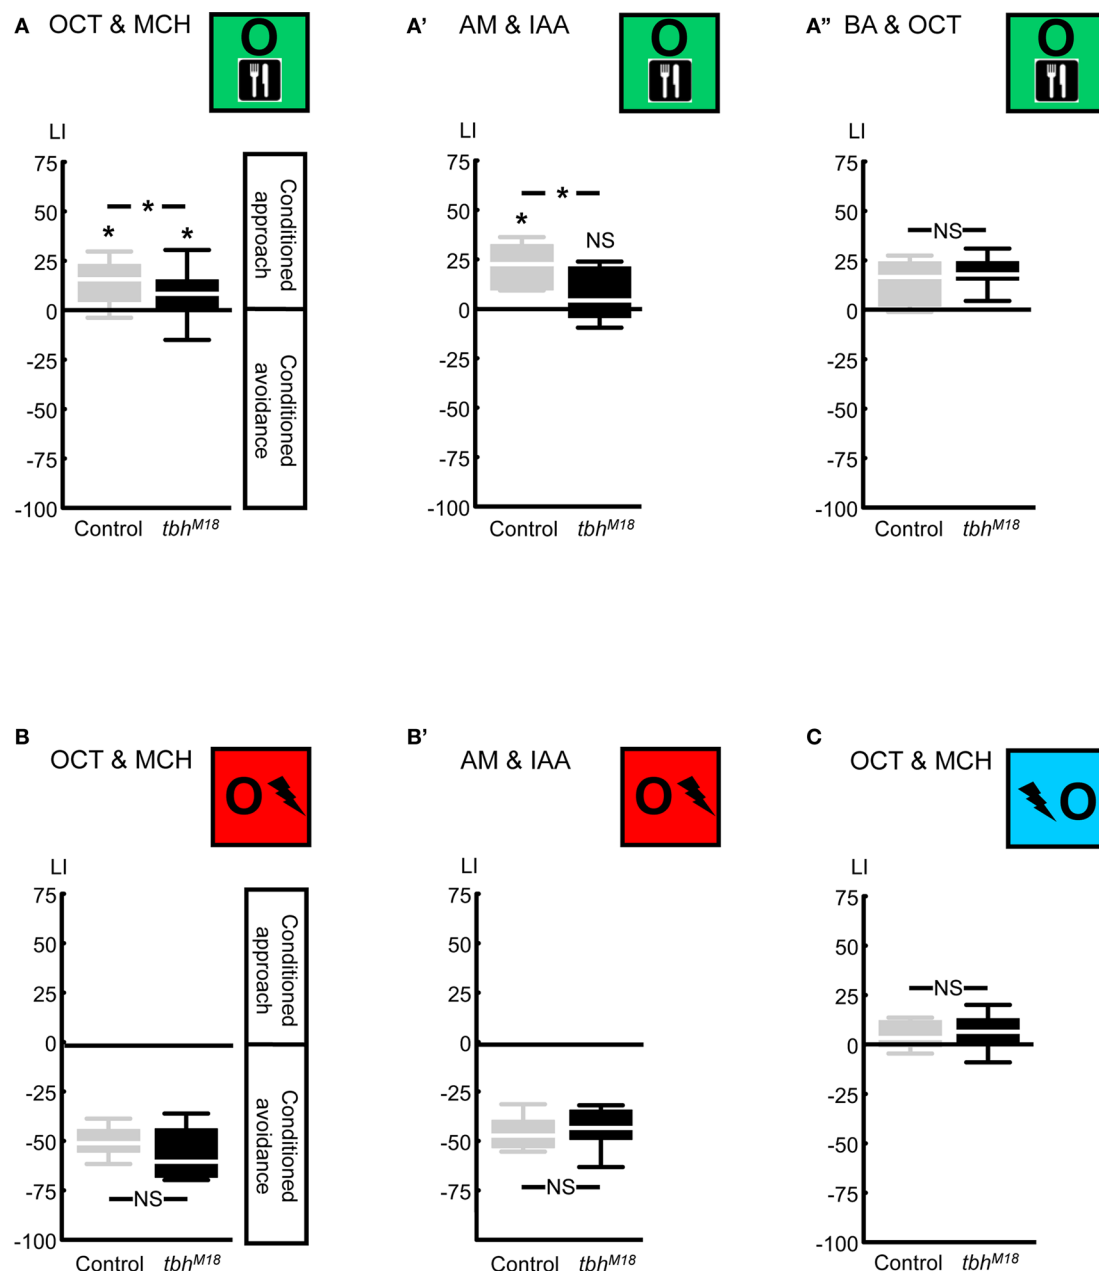 A OCT & MCH
O
LI
75
50
25
0
-25
-50
-75
-100
*
*
*
Conditioned
approach
Conditioned
avoidance
Control tbhM18
A' AM & IAA
O
LI
75
50
25
0
-25
-50
-75
-100
*
*
NS
Control tbhM18
A" BA & OCT
O
LI
75
50
25
0
-25
-50
-75
-100
NS
Control tbhM18
B
OCT & MCH
O
LI
75
50
25
0
-25
-50
-75
-100
NS
Conditioned
approach
Conditioned
avoidance
Control tbhM18
B'
AM & IAA
O
LI
75
50
25
0
-25
-50
-75
-100
NS
Control tbhM18
C
OCT & MCH
O
LI
75
50
25
0
-25
-50
-75
-100
NS
Control tbhM18